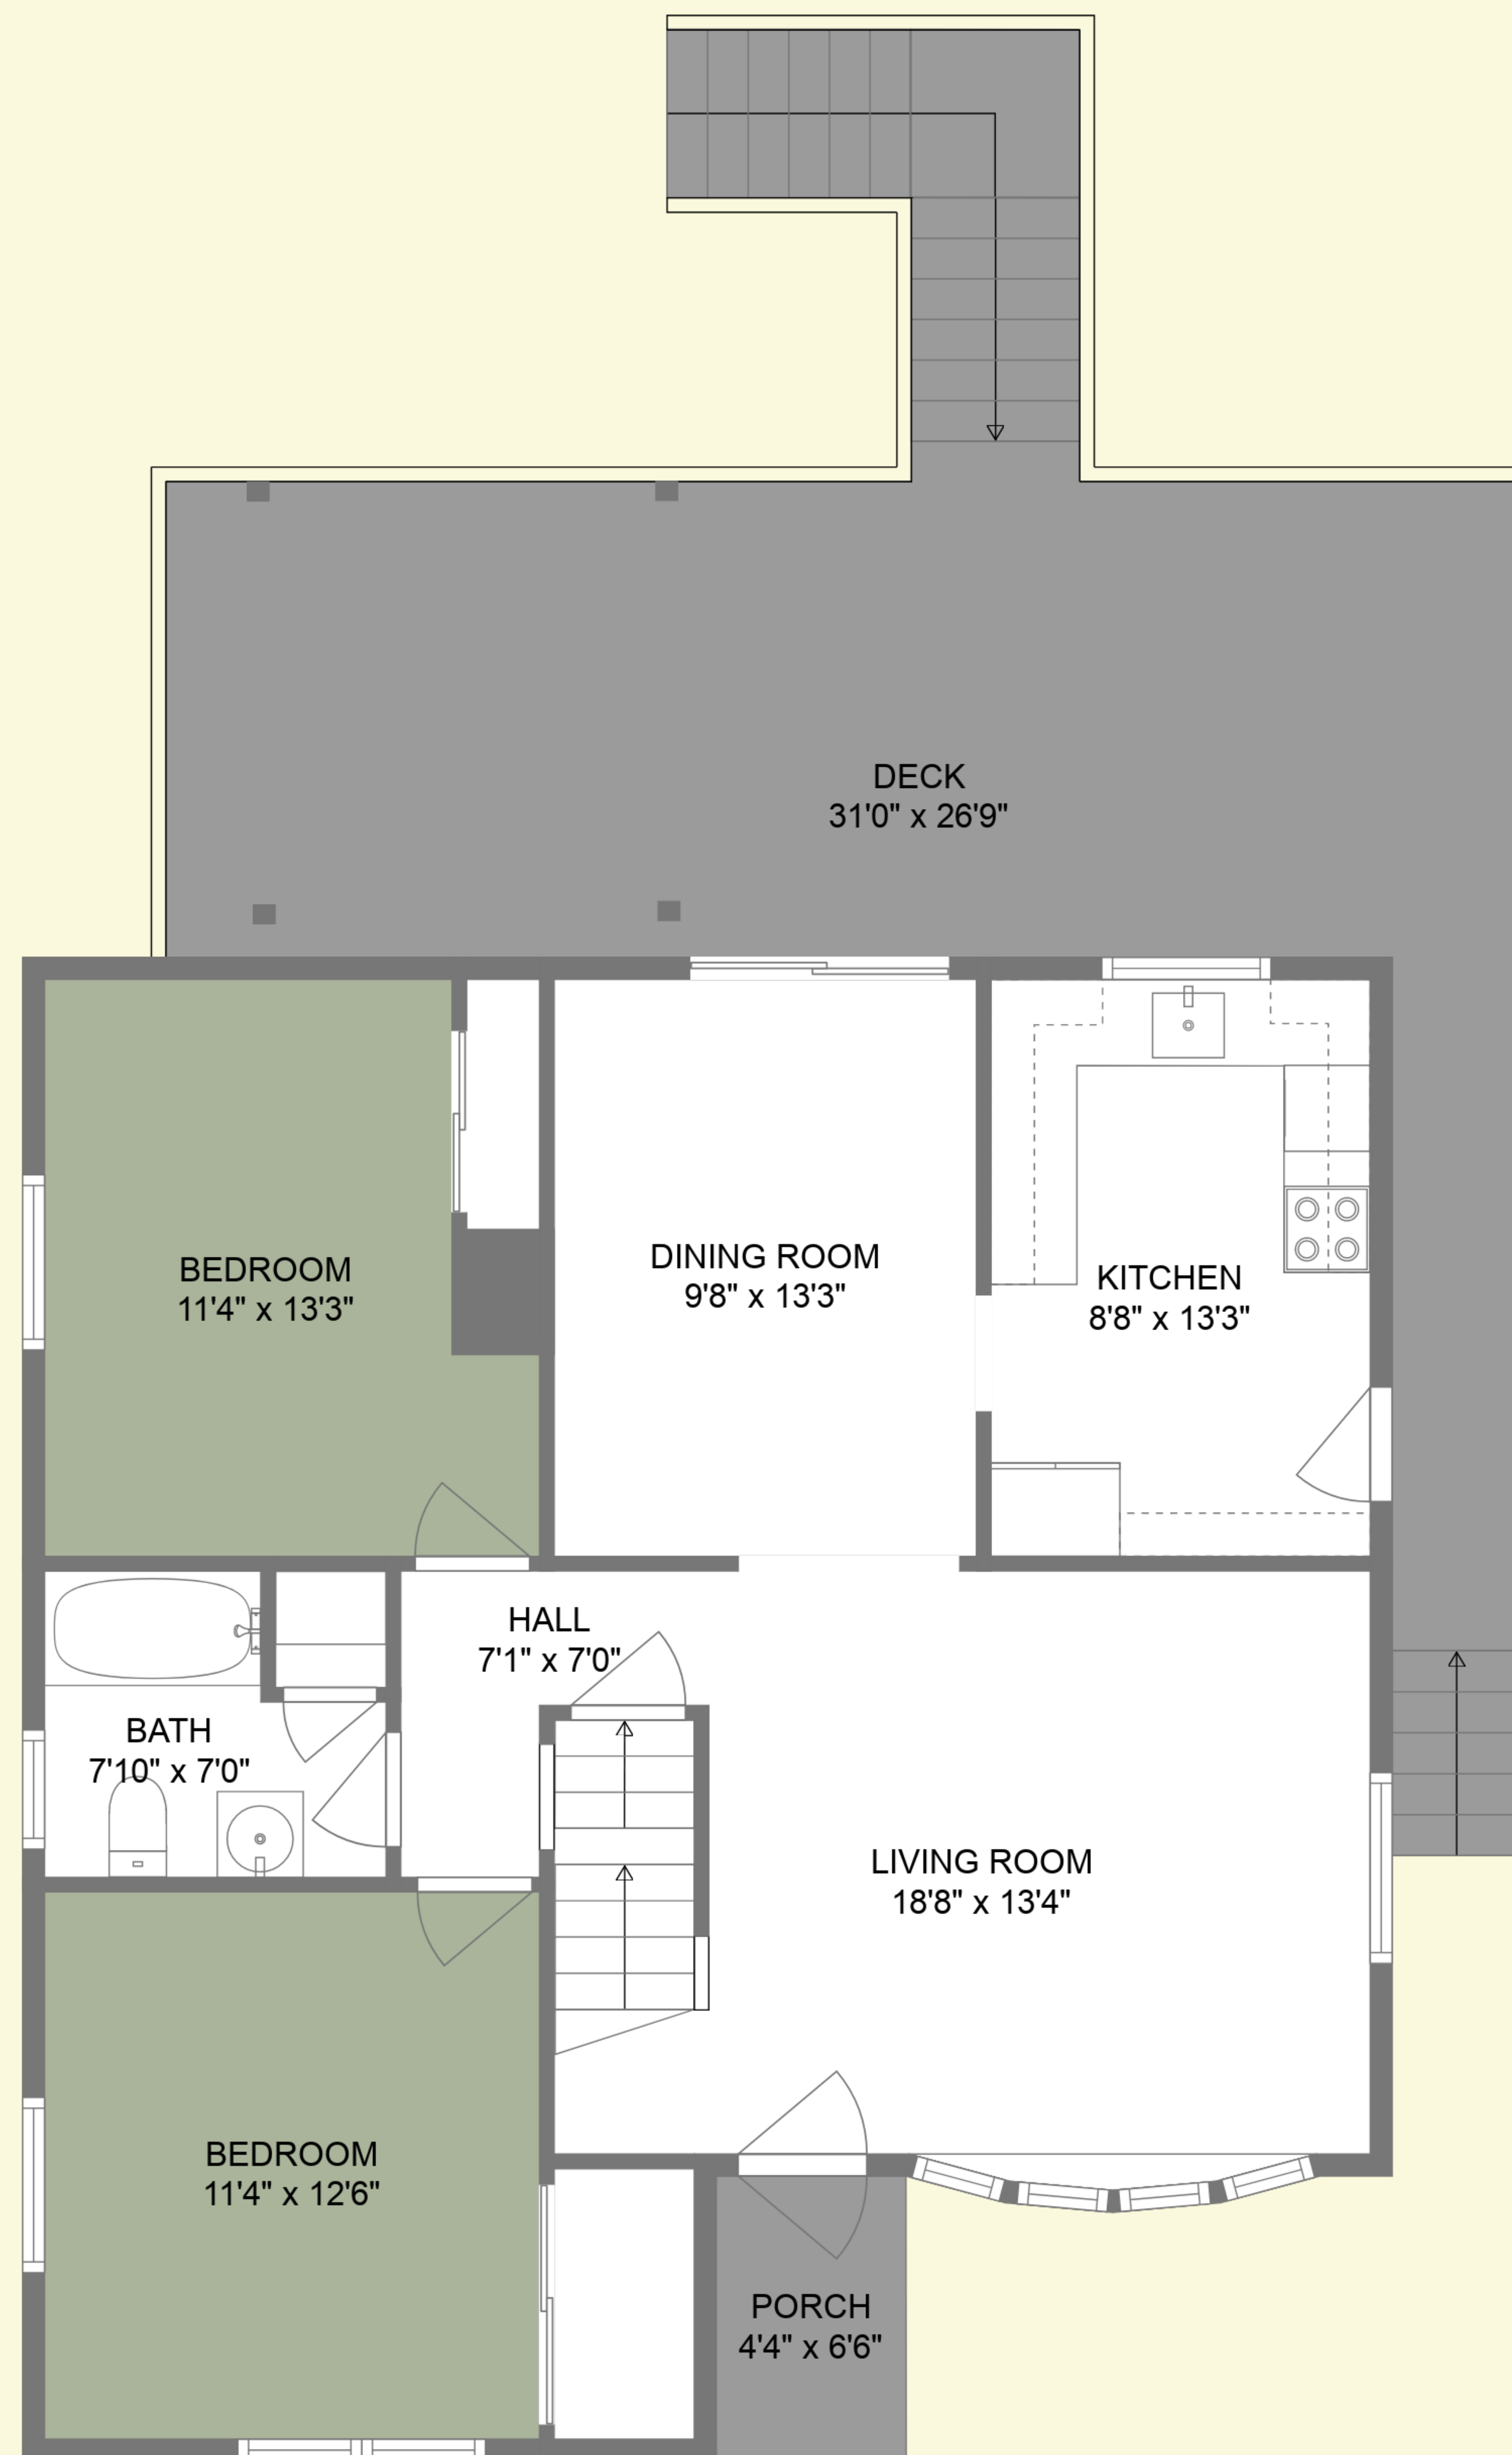 DECK
31'0" x 26'9"
BEDROOM
11'4" x 13'3"
DINING ROOM
9'8" x 13'3"
KITCHEN
8'8" x 13'3"
HALL
7'1" x 7'0"
BATH
7'10" x 7'0"
LIVING ROOM
18'8" x 13'4"
BEDROOM
11'4" x 12'6"
PORCH
4'4" x 6'6"